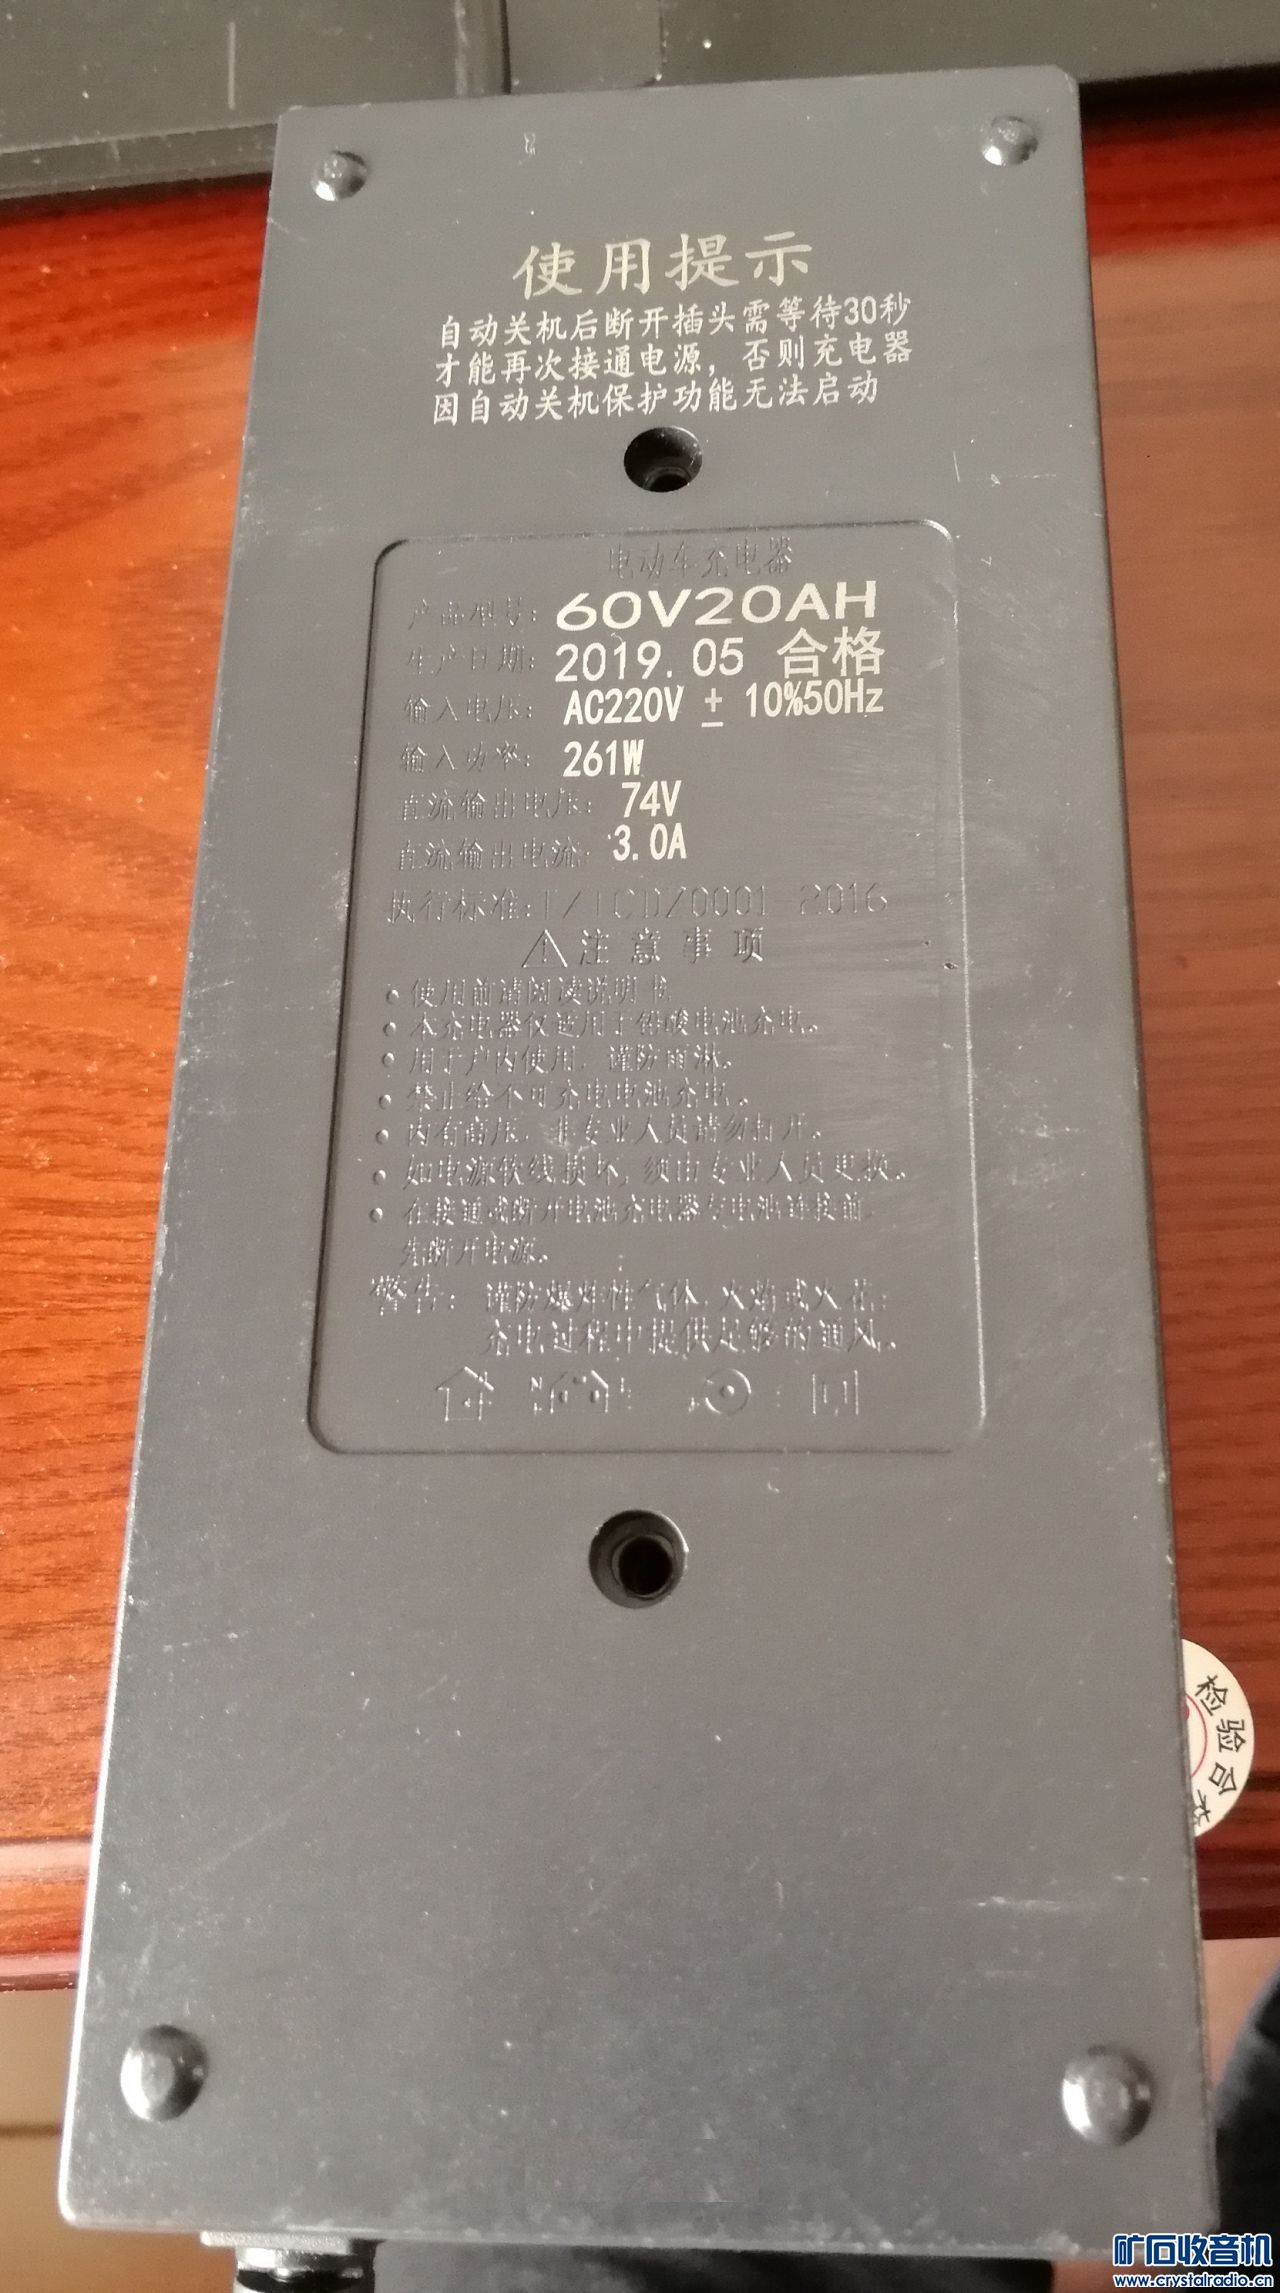 使用提示
自动关机后断开插头需等待30秒
才能再次接通电源，否则充电器
因自动关机保护功能无法启动
电动车充电器
产品型号：60V20AH
生产日期：2019.05 合格
输入电压：AC220V ± 10%50Hz
输入功率：261W
直流输出电压：74V
直流输出电流：3.0A
执行标准:T/TCD/0001-2016
注意事项
使用前请阅读说明书
本充电器仅适用于铅酸电池充电。
用于户内使用，谨防雨淋。
禁止给不可充电电池充电。
内有高压，非专业人员请勿打开。
如电源软线损坏，须由专业人员更换。
在接通或断开电池充电器与电池连接前，
先断开电源。
警告：谨防爆炸性气体，火焰或火花；
充电过程中提供足够的通风。
检验合
矿石收音机
www.crystalradio.cn